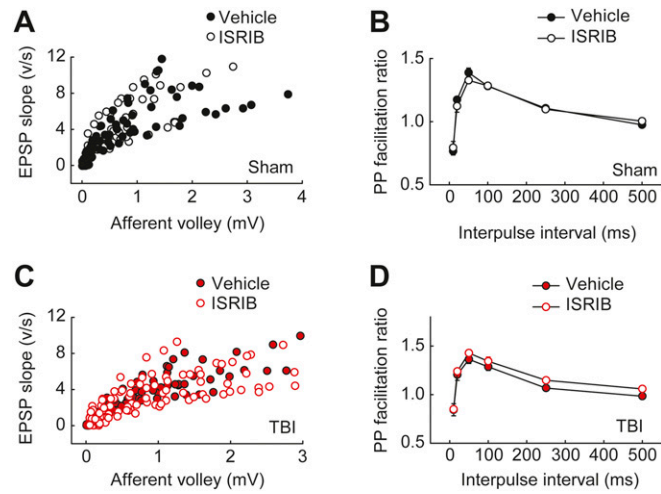 A
Vehicle
ISRIB
EPSP slope (v/s)
12
8
4
0
Sham
0 1 2 3 4
Afferent volley (mV)
B
Vehicle
ISRIB
PP facilitation ratio
1.5
1.0
0.5
Sham
0 100 200 300 400 500
Interpulse interval (ms)
C
Vehicle
ISRIB
EPSP slope (v/s)
12
8
4
0
TBI
0 1 2 3
Afferent volley (mV)
D
Vehicle
ISRIB
PP facilitation ratio
1.5
1.0
0.5
TBI
0 100 200 300 400 500
Interpulse interval (ms)